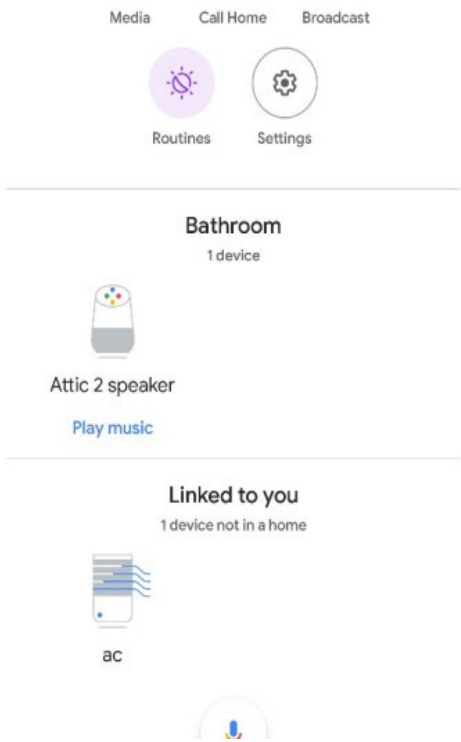 Media Call Home Broadcast
Routines Settings
Bathroom
1 device
Attic 2 speaker
Play music
Linked to you
1 device not in a home
ac